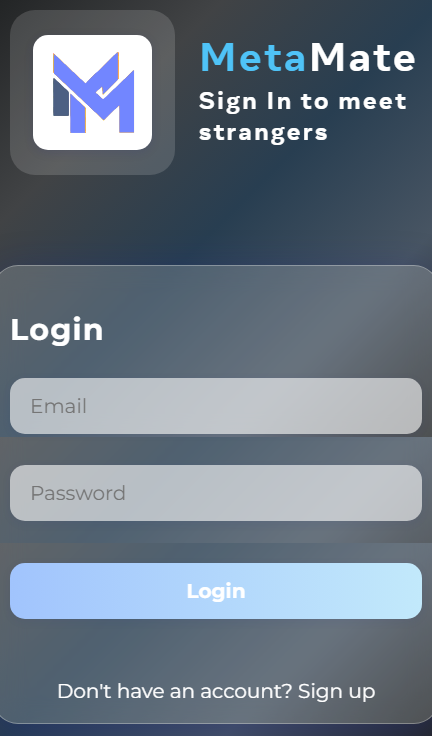 MetaMate
Sign In to meet
strangers
Login
Email
Password
Login
Don't have an account? Sign up